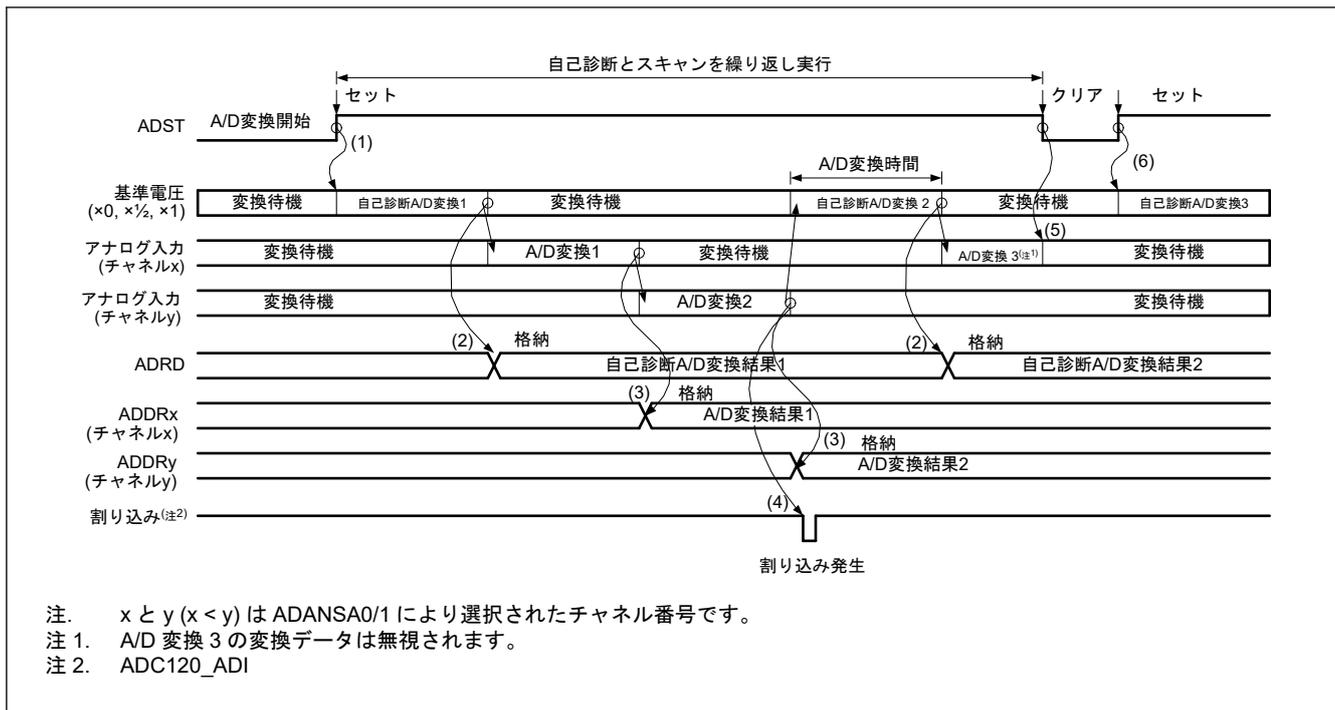 自己診断とスキャンを繰り返し実行
セット
クリア
セット
ADST
A/D変換開始
(1)
(6)
A/D変換時間
基準電圧
(×0, ×½, ×1)
変換待機
自己診断A/D変換1
変換待機
自己診断A/D変換 2
変換待機
自己診断A/D変換3
(5)
アナログ入力
(チャネルx)
変換待機
A/D変換1
変換待機
A/D変換 3(注1)
変換待機
アナログ入力
(チャネルy)
変換待機
A/D変換2
変換待機
ADRD
(2)
格納
自己診断A/D変換結果1
(2)
格納
自己診断A/D変換結果2
ADDRx
(チャネルx)
(3)
格納
A/D変換結果1
ADDRy
(チャネルy)
(3)
格納
A/D変換結果2
割り込み(注2)
(4)
割り込み発生
注. x と y (x < y) は ADANSA0/1 により選択されたチャネル番号です。
注 1. A/D 変換 3 の変換データは無視されます。
注 2. ADC120_ADI